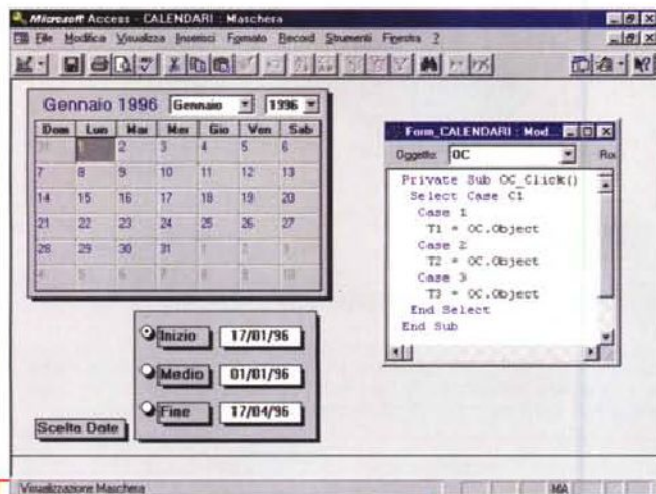 Microsoft Access - CALENDARI : Maschera
File Modifica Visualizza Inserisci Formato Record Strumenti Finestra ?
Gennaio 1996 Gennaio 1996
Dom Lun Mar Mer Gio Ven Sab
31 1 2 3 4 5 6
7 8 9 10 11 12 13
14 15 16 17 18 19 20
21 22 23 24 25 26 27
28 29 30 31 1 2 3
4 5 6 7 8 9 10
Inizio 17/01/96
Medio 01/01/96
Fine 17/04/96
Scelta Date
Form_CALENDARI : Mod
Oggetto: OC
Private Sub OC_Click()
Select Case C1
Case 1
T1 = OC.Object
Case 2
T2 = OC.Object
Case 3
T3 = OC.Object
End Select
End Sub
Visualizzazione Maschera
MA